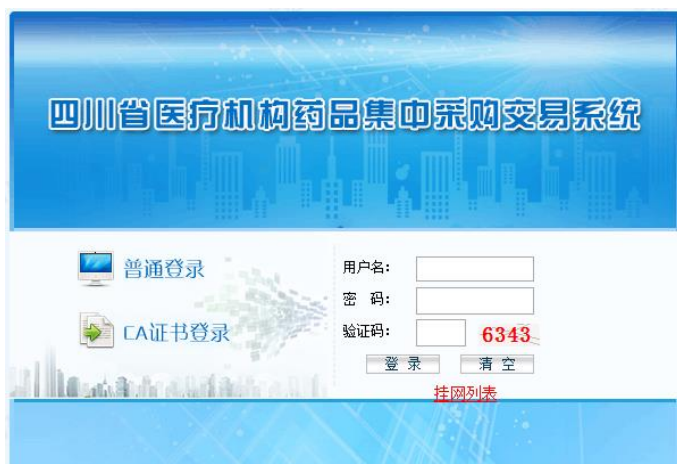 四川省医疗机构药品集中采购交易系统
普通登录
CA证书登录
用户名：
密 码：
验证码： 6343
登 录 清 空
挂网列表